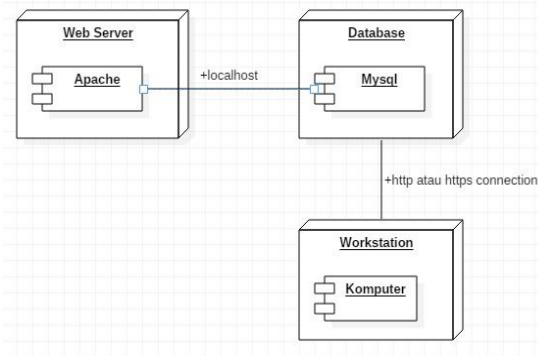 Web Server
Database
Apache
+localhost
Mysql
+http atau https connection
Workstation
Komputer